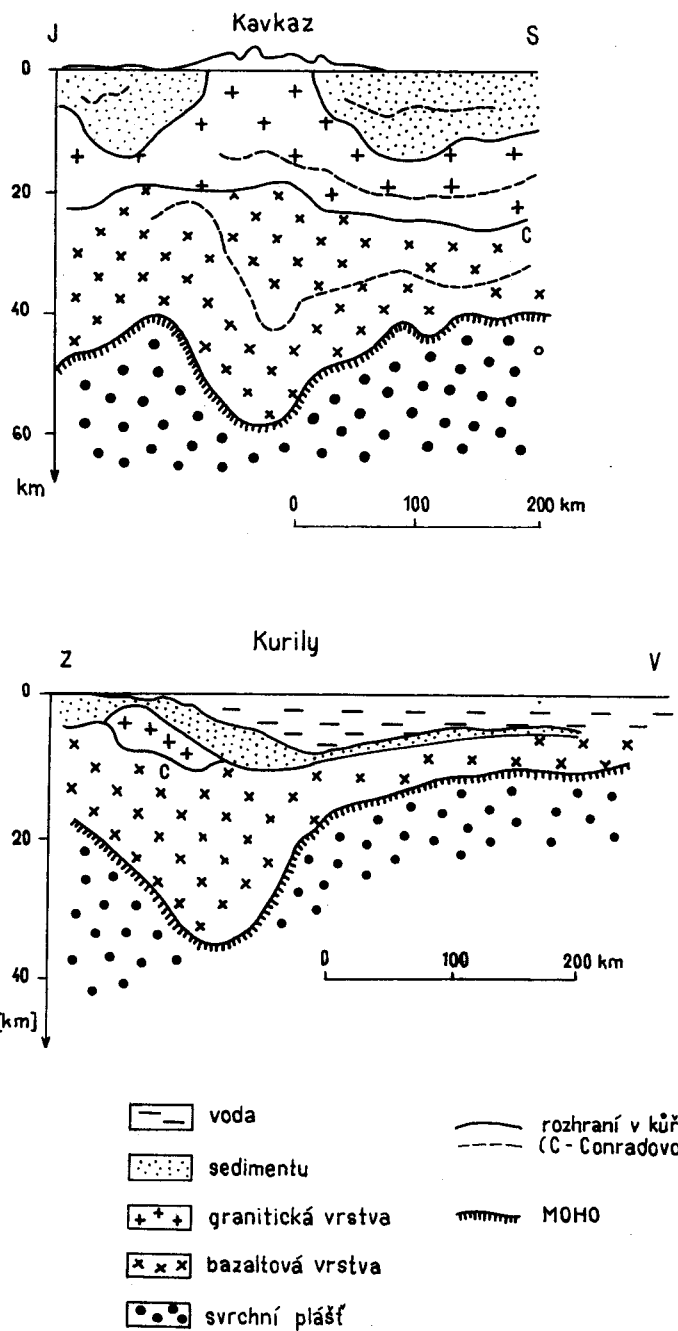 Kavkaz
J S
0
20
C
40
60
km
0 100 200 km
Kurily
Z V
0
C
20
0 100 200 km
40
[km]
voda
sedimentu
granitická vrstva
bazaltová vrstva
svrchní plášť
rozhraní v kůř
(C - Conradovo
MOHO